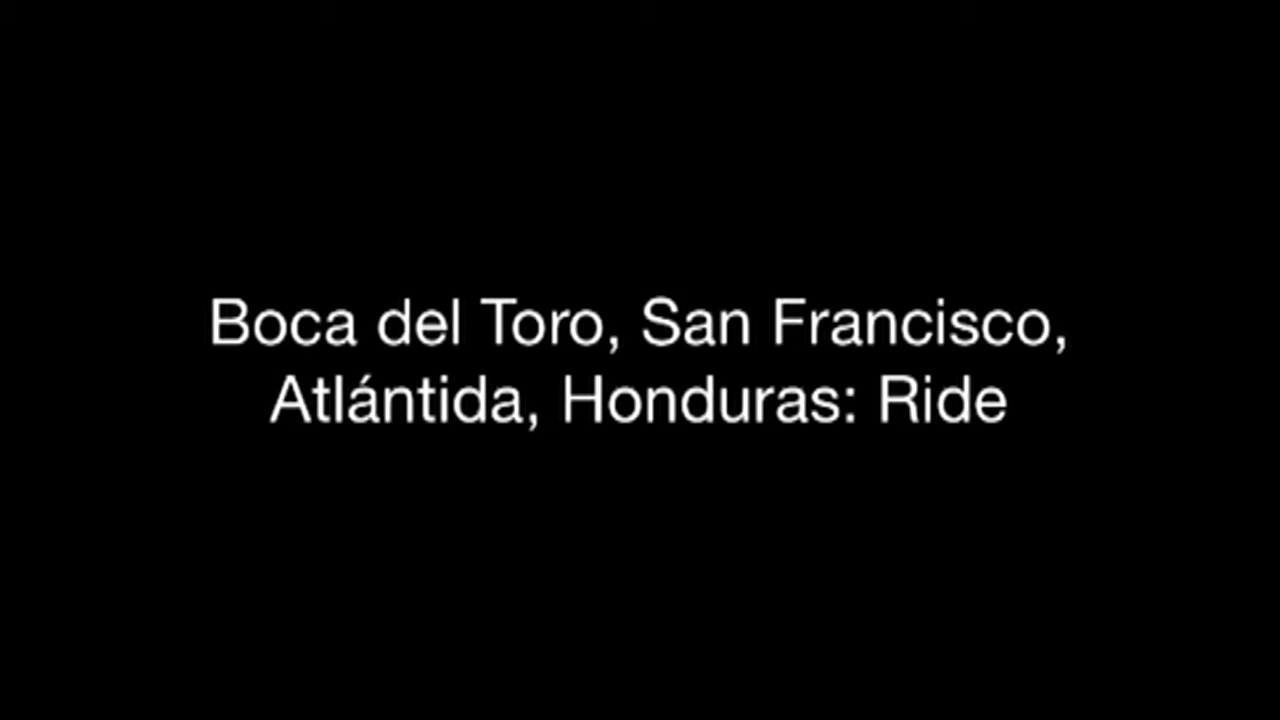 Boca del Toro, San Francisco,
Atlántida, Honduras: Ride